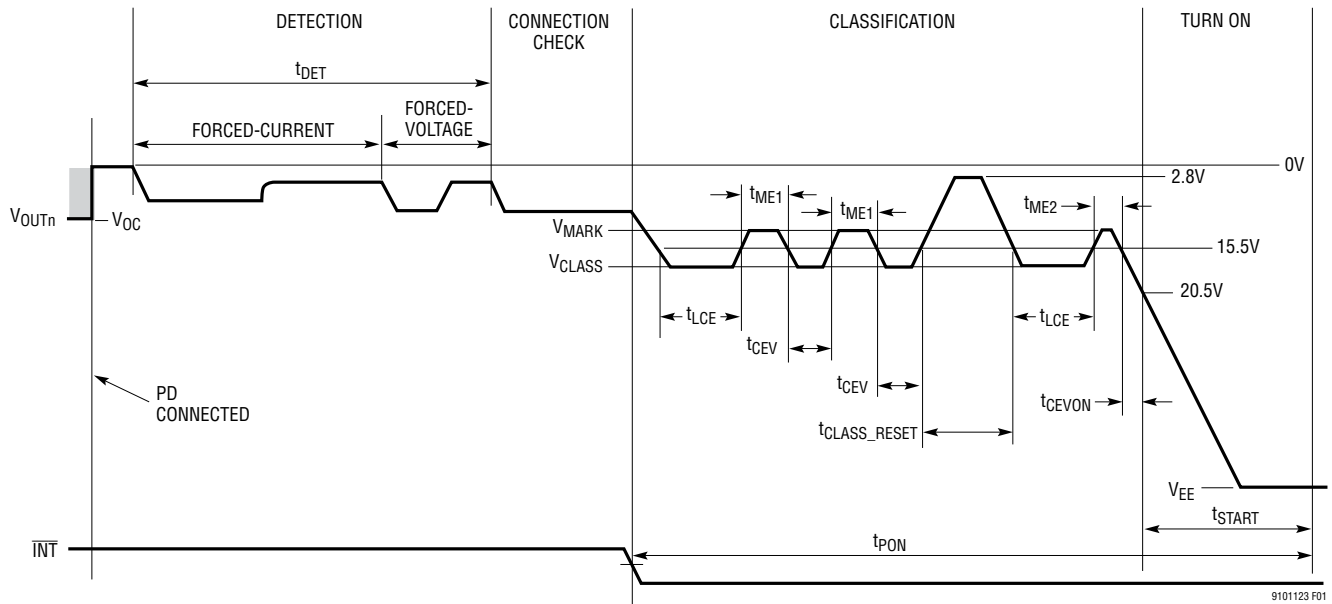 DETECTION
CONNECTION
CHECK
CLASSIFICATION
TURN ON
tDET
FORCED-CURRENT
FORCED-
VOLTAGE
0V
2.8V
VOUTn
VOC
tME1
tME1
tME2
VMARK
15.5V
VCLASS
20.5V
tLCE
tLCE
tCEV
tCEV
PD
CONNECTED
tCEVON
tCLASS_RESET
VEE
tSTART
INT
tPON
9101123 F01